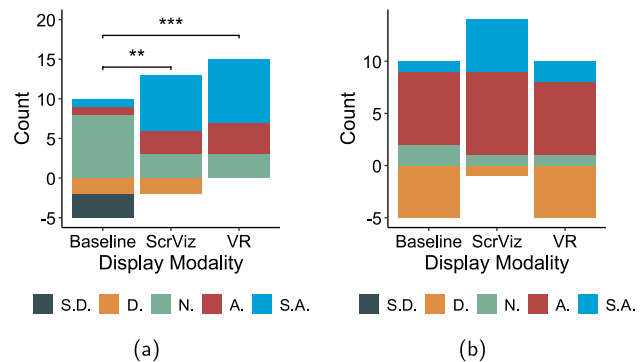 20
15
10
5
0
-5
Count
***
**
Baseline ScrViz VR
Display Modality
S.D. D. N. A. S.A.
(a)
10
5
0
-5
Count
Baseline ScrViz VR
Display Modality
S.D. D. N. A. S.A.
(b)